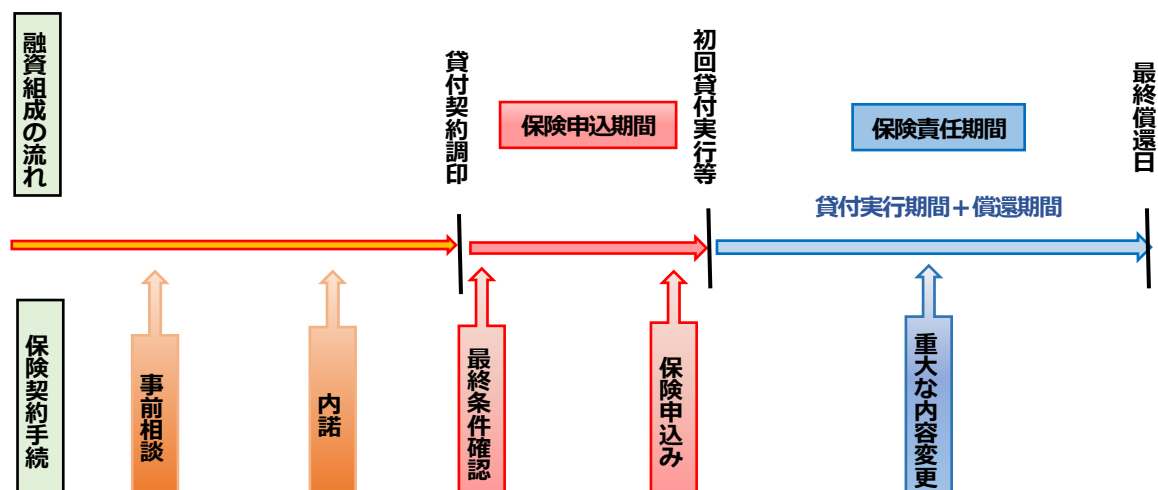 融資組成の流れ
貸付契約調印
保険申込期間
初回貸付実行等
保険責任期間
最終償還日
貸付実行期間＋償還期間
保険契約手続
事前相談
内諾
最終条件確認
保険申込み
重大な内容変更